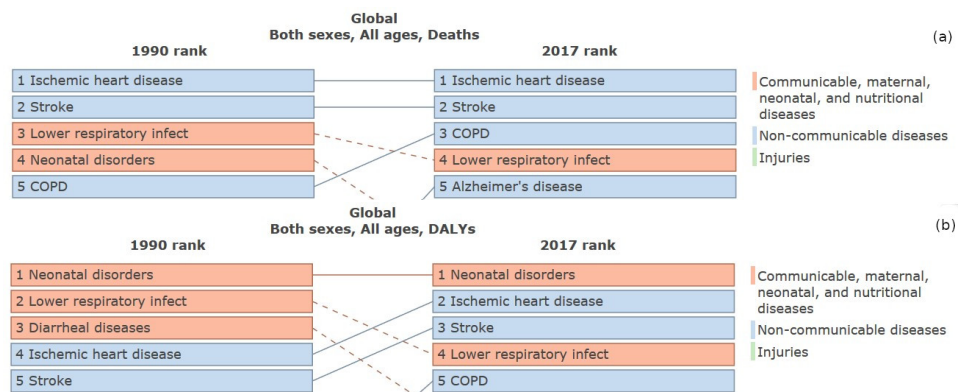 Global
Both sexes, All ages, Deaths
(a)
1990 rank
2017 rank
1 Ischemic heart disease
2 Stroke
3 Lower respiratory infect
4 Neonatal disorders
5 COPD
1 Ischemic heart disease
2 Stroke
3 COPD
4 Lower respiratory infect
5 Alzheimer's disease
Communicable, maternal,
neonatal, and nutritional
diseases
Non-communicable diseases
Injuries
Global
Both sexes, All ages, DALYs
(b)
1990 rank
2017 rank
1 Neonatal disorders
2 Lower respiratory infect
3 Diarrheal diseases
4 Ischemic heart disease
5 Stroke
1 Neonatal disorders
2 Ischemic heart disease
3 Stroke
4 Lower respiratory infect
5 COPD
Communicable, maternal,
neonatal, and nutritional
diseases
Non-communicable diseases
Injuries